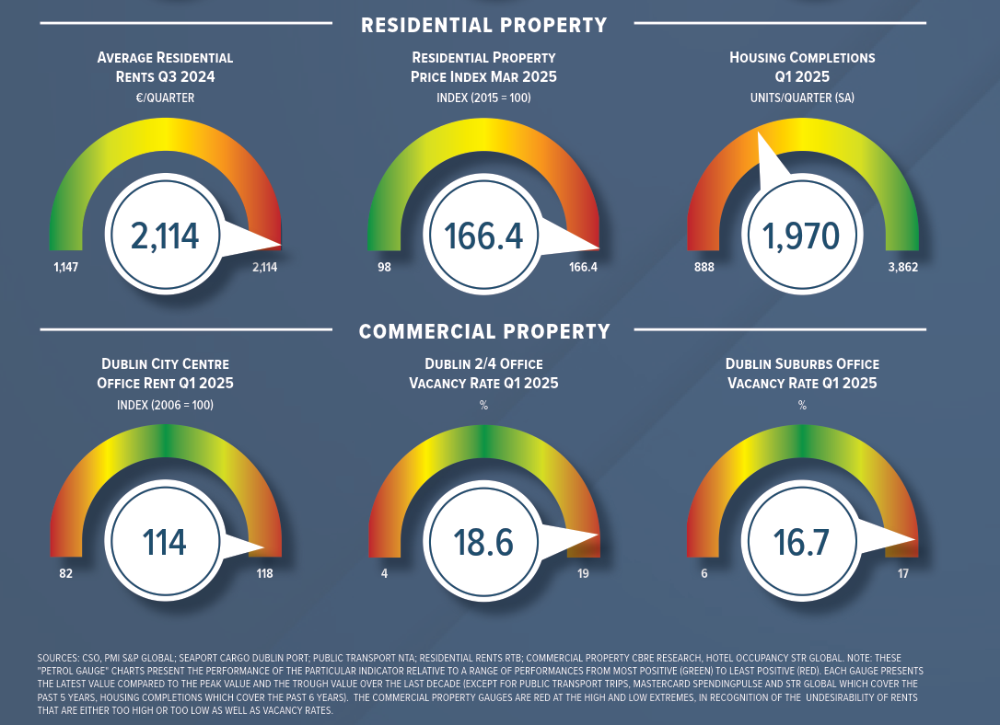 RESIDENTIAL PROPERTY
AVERAGE RESIDENTIAL
RENTS Q3 2024
€/QUARTER
2,114
1,147
2,114
RESIDENTIAL PROPERTY
PRICE INDEX MAR 2025
INDEX (2015 = 100)
166.4
98
166.4
HOUSING COMPLETIONS
Q1 2025
UNITS/QUARTER (SA)
1,970
888
3,862
COMMERCIAL PROPERTY
DUBLIN CITY CENTRE
OFFICE RENT Q1 2025
INDEX (2006 = 100)
114
82
118
DUBLIN 2/4 OFFICE
VACANCY RATE Q1 2025
%
18.6
4
19
DUBLIN SUBURBS OFFICE
VACANCY RATE Q1 2025
%
16.7
6
17
SOURCES: CSO, PMI S&P GLOBAL; SEAPORT CARGO DUBLIN PORT; PUBLIC TRANSPORT NTA; RESIDENTIAL RENTS RTB; COMMERCIAL PROPERTY CBRE RESEARCH, HOTEL OCCUPANCY STR GLOBAL. NOTE: THESE
"PETROL GAUGE" CHARTS PRESENT THE PERFORMANCE OF THE PARTICULAR INDICATOR RELATIVE TO A RANGE OF PERFORMANCES FROM MOST POSITIVE (GREEN) TO LEAST POSITIVE (RED). EACH GAUGE PRESENTS
THE LATEST VALUE COMPARED TO THE PEAK VALUE AND THE TROUGH VALUE OVER THE LAST DECADE (EXCEPT FOR PUBLIC TRANSPORT TRIPS, MASTERCARD SPENDINGPULSE AND STR GLOBAL WHICH COVER THE
PAST 5 YEARS, HOUSING COMPLETIONS WHICH COVER THE PAST 6 YEARS). THE COMMERCIAL PROPERTY GAUGES ARE RED AT THE HIGH AND LOW EXTREMES, IN RECOGNITION OF THE UNDESIRABILITY OF RENTS
THAT ARE EITHER TOO HIGH OR TOO LOW AS WELL AS VACANCY RATES.